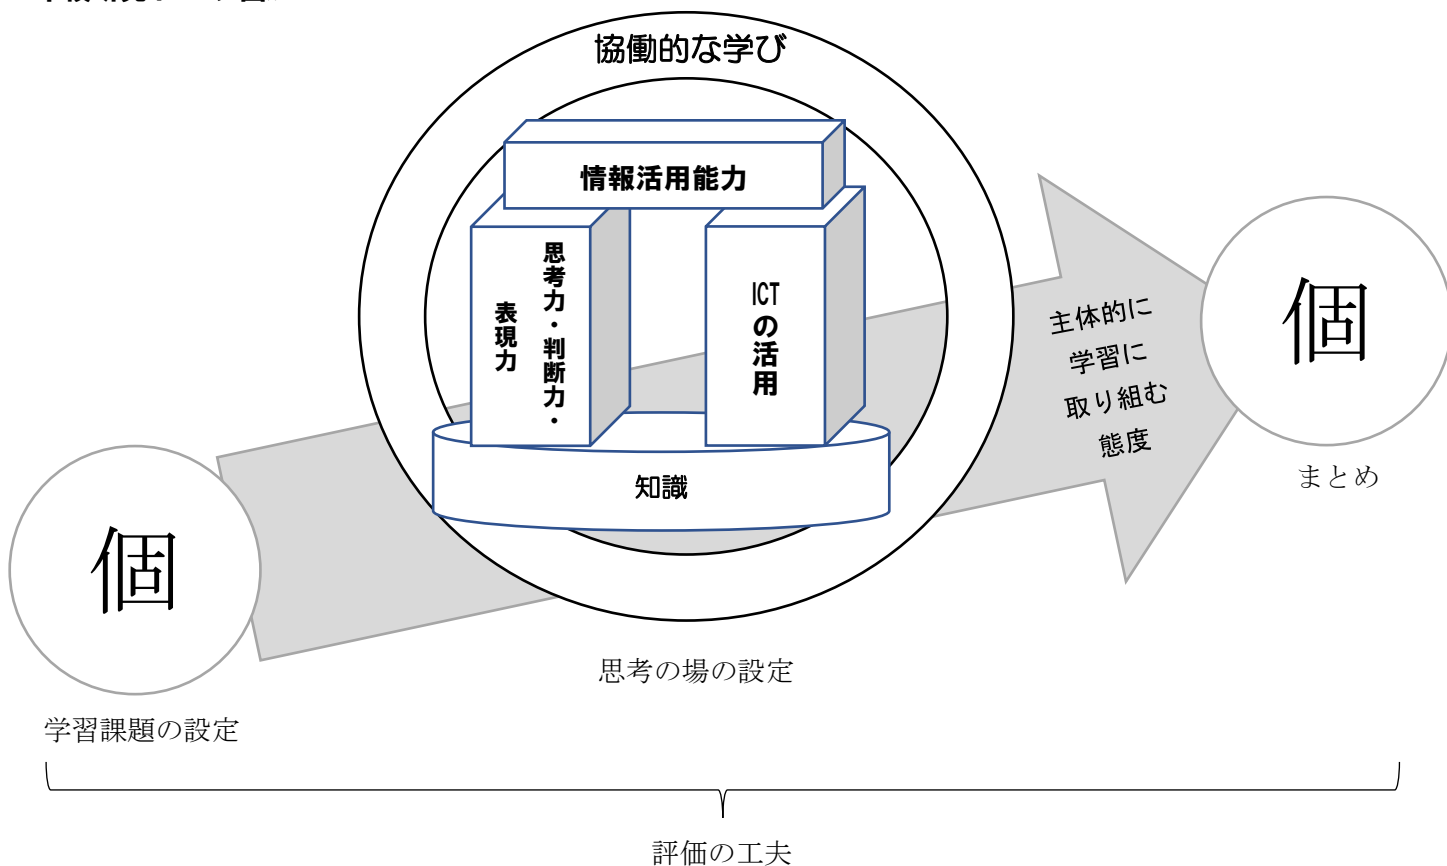 協働的な学び
情報活用能力
思考力・判断力・
表現力
ICTの活用
知識
主体的に
学習に
取り組む
態度
個
まとめ
個
思考の場の設定
学習課題の設定
評価の工夫